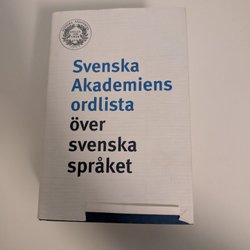 Svenska
Akademiens
ordlista
över
svenska
språket